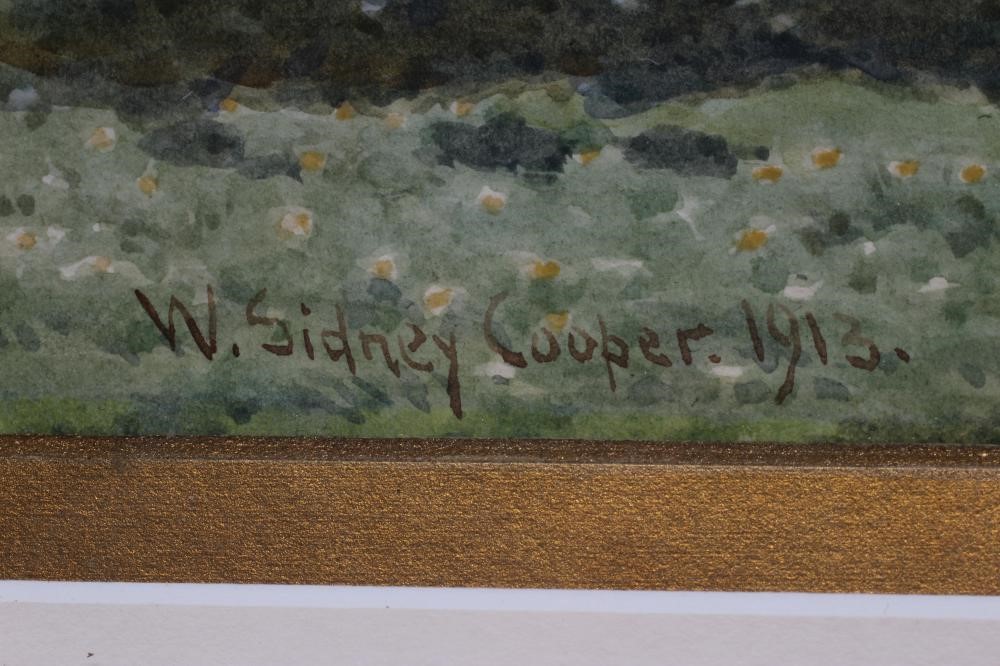 W. Sidney Cooper. 1913.